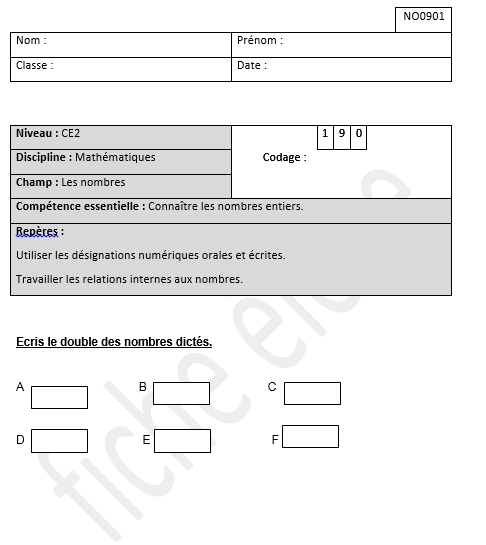 NO0901
Nom :
Prénom :
Classe :
Date :
Niveau : CE2
Discipline : Mathématiques
Champ : Les nombres
Codage :
1 9 0
Compétence essentielle : Connaître les nombres entiers.
Repères :
Utiliser les désignations numériques orales et écrites.
Travailler les relations internes aux nombres.
Ecris le double des nombres dictés.
A B C
D E F
fiche élève